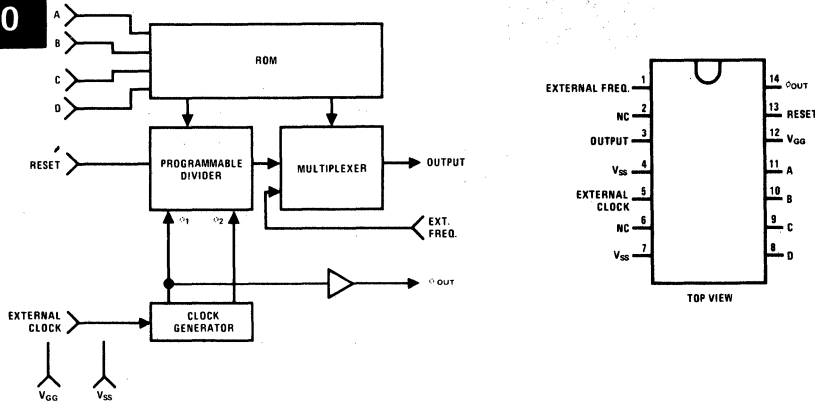 0
A
B
C
D
ROM
RESET
PROGRAMMABLE DIVIDER
MULTIPLEXER
OUTPUT
ϕ1 ϕ2
EXT. FREQ.
ϕ OUT
EXTERNAL CLOCK
CLOCK GENERATOR
VGG
VSS
EXTERNAL FREQ. 1
NC 2
OUTPUT 3
VSS 4
EXTERNAL CLOCK 5
NC 6
VSS 7
14 ϕOUT
13 RESET
12 VGG
11 A
10 B
9 C
8 D
TOP VIEW